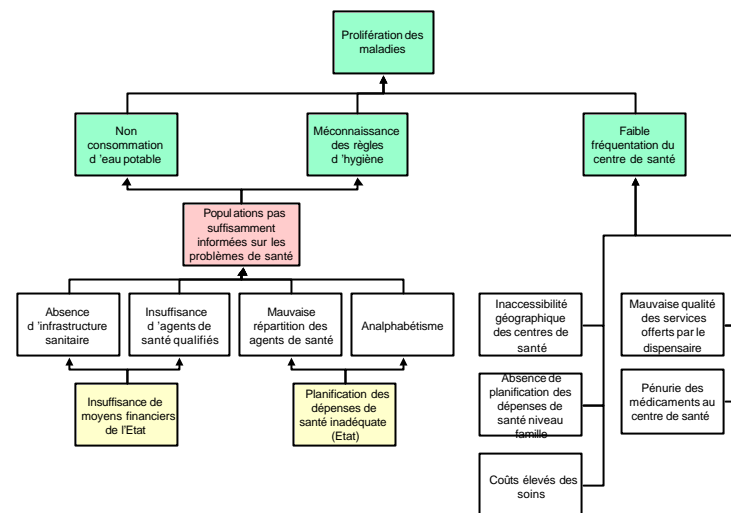 Prolifération des
maladies
Non
consommation
d 'eau potable
Méconnaissance
des règles
d 'hygiène
Faible
fréquentation du
centre de santé
Populations pas
suffisamment
informées sur les
problèmes de santé
Absence
d 'infrastructure
sanitaire
Insuffisance
d 'agents de
santé qualifiés
Mauvaise
répartition des
agents de santé
Analphabétisme
Inaccessibilité
géographique
des centres de
santé
Mauvaise qualité
des services
offerts par le
dispensaire
Insuffisance de
moyens financiers
de l'Etat
Planification des
dépenses de
santé inadéquate
(Etat)
Absence de
planification des
dépenses de
santé niveau
famille
Pénurie des
médicaments au
centre de santé
Coûts élevés des
soins